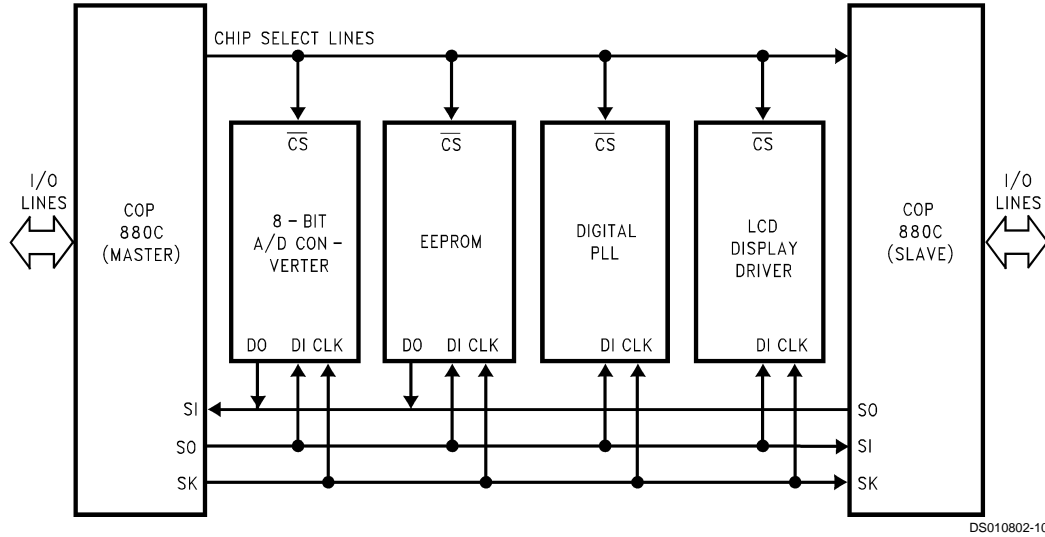 CHIP SELECT LINES
I/O
LINES
COP
880C
(MASTER)
CS
8 - BIT
A/D CON -
VERTER
DO DI CLK
CS
EEPROM
DO DI CLK
CS
DIGITAL
PLL
DI CLK
CS
LCD
DISPLAY
DRIVER
DI CLK
COP
880C
(SLAVE)
I/O
LINES
SI
SO
SK
SO
SI
SK
DS010802-10